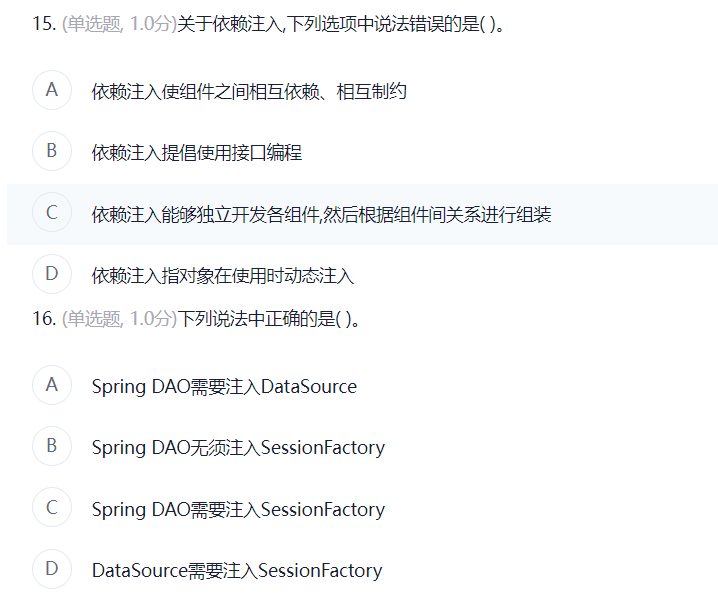 15. (单选题, 1.0分)关于依赖注入,下列选项中说法错误的是( )。
A 依赖注入使组件之间相互依赖、相互制约
B 依赖注入提倡使用接口编程
C 依赖注入能够独立开发各组件,然后根据组件间关系进行组装
D 依赖注入指对象在使用时动态注入
16. (单选题, 1.0分)下列说法中正确的是( )。
A Spring DAO需要注入DataSource
B Spring DAO无须注入SessionFactory
C Spring DAO需要注入SessionFactory
D DataSource需要注入SessionFactory